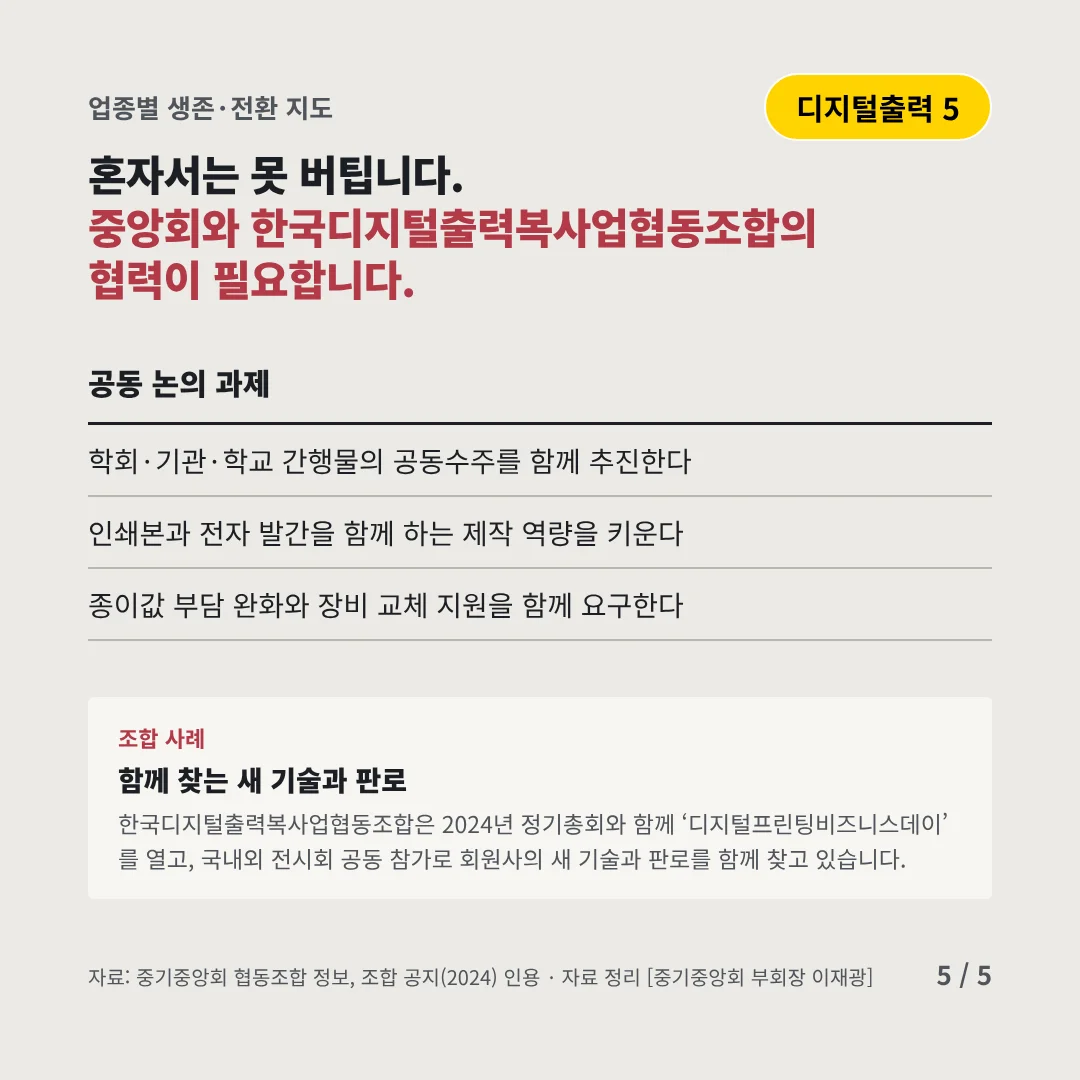 업종별 생존·전환 지도
디지털출력 5
혼자서는 못 버팁니다.
중앙회와 한국디지털출력복사업협동조합의
협력이 필요합니다.
공동 논의 과제
학회·기관·학교 간행물의 공동수주를 함께 추진한다
인쇄본과 전자 발간을 함께 하는 제작 역량을 키운다
종이값 부담 완화와 장비 교체 지원을 함께 요구한다
조합 사례
함께 찾는 새 기술과 판로
한국디지털출력복사업협동조합은 2024년 정기총회와 함께 ‘디지털프린팅비즈니스데이’
를 열고, 국내외 전시회 공동 참가로 회원사의 새 기술과 판로를 함께 찾고 있습니다.
자료: 중기중앙회 협동조합 정보, 조합 공지(2024) 인용 · 자료 정리 [중기중앙회 부회장 이재광]
5 / 5